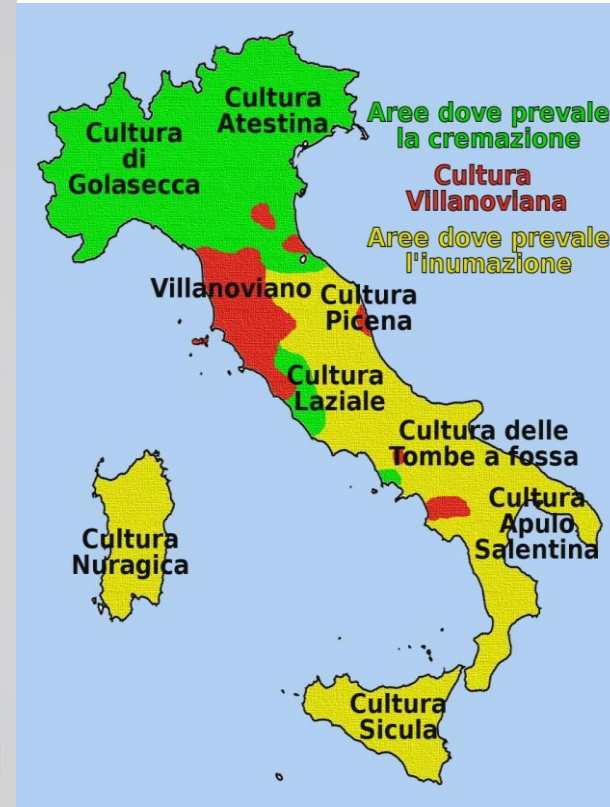 Cultura
Atestina
Cultura
di
Golasecca
Aree dove prevale
la cremazione
Cultura
Villanoviana
Aree dove prevale
l'inumazione
Villanoviano
Cultura
Picena
Cultura
Laziale
Cultura delle
Tombe a fossa
Cultura
Apulo
Salentina
Cultura
Nuragica
Cultura
Sicula